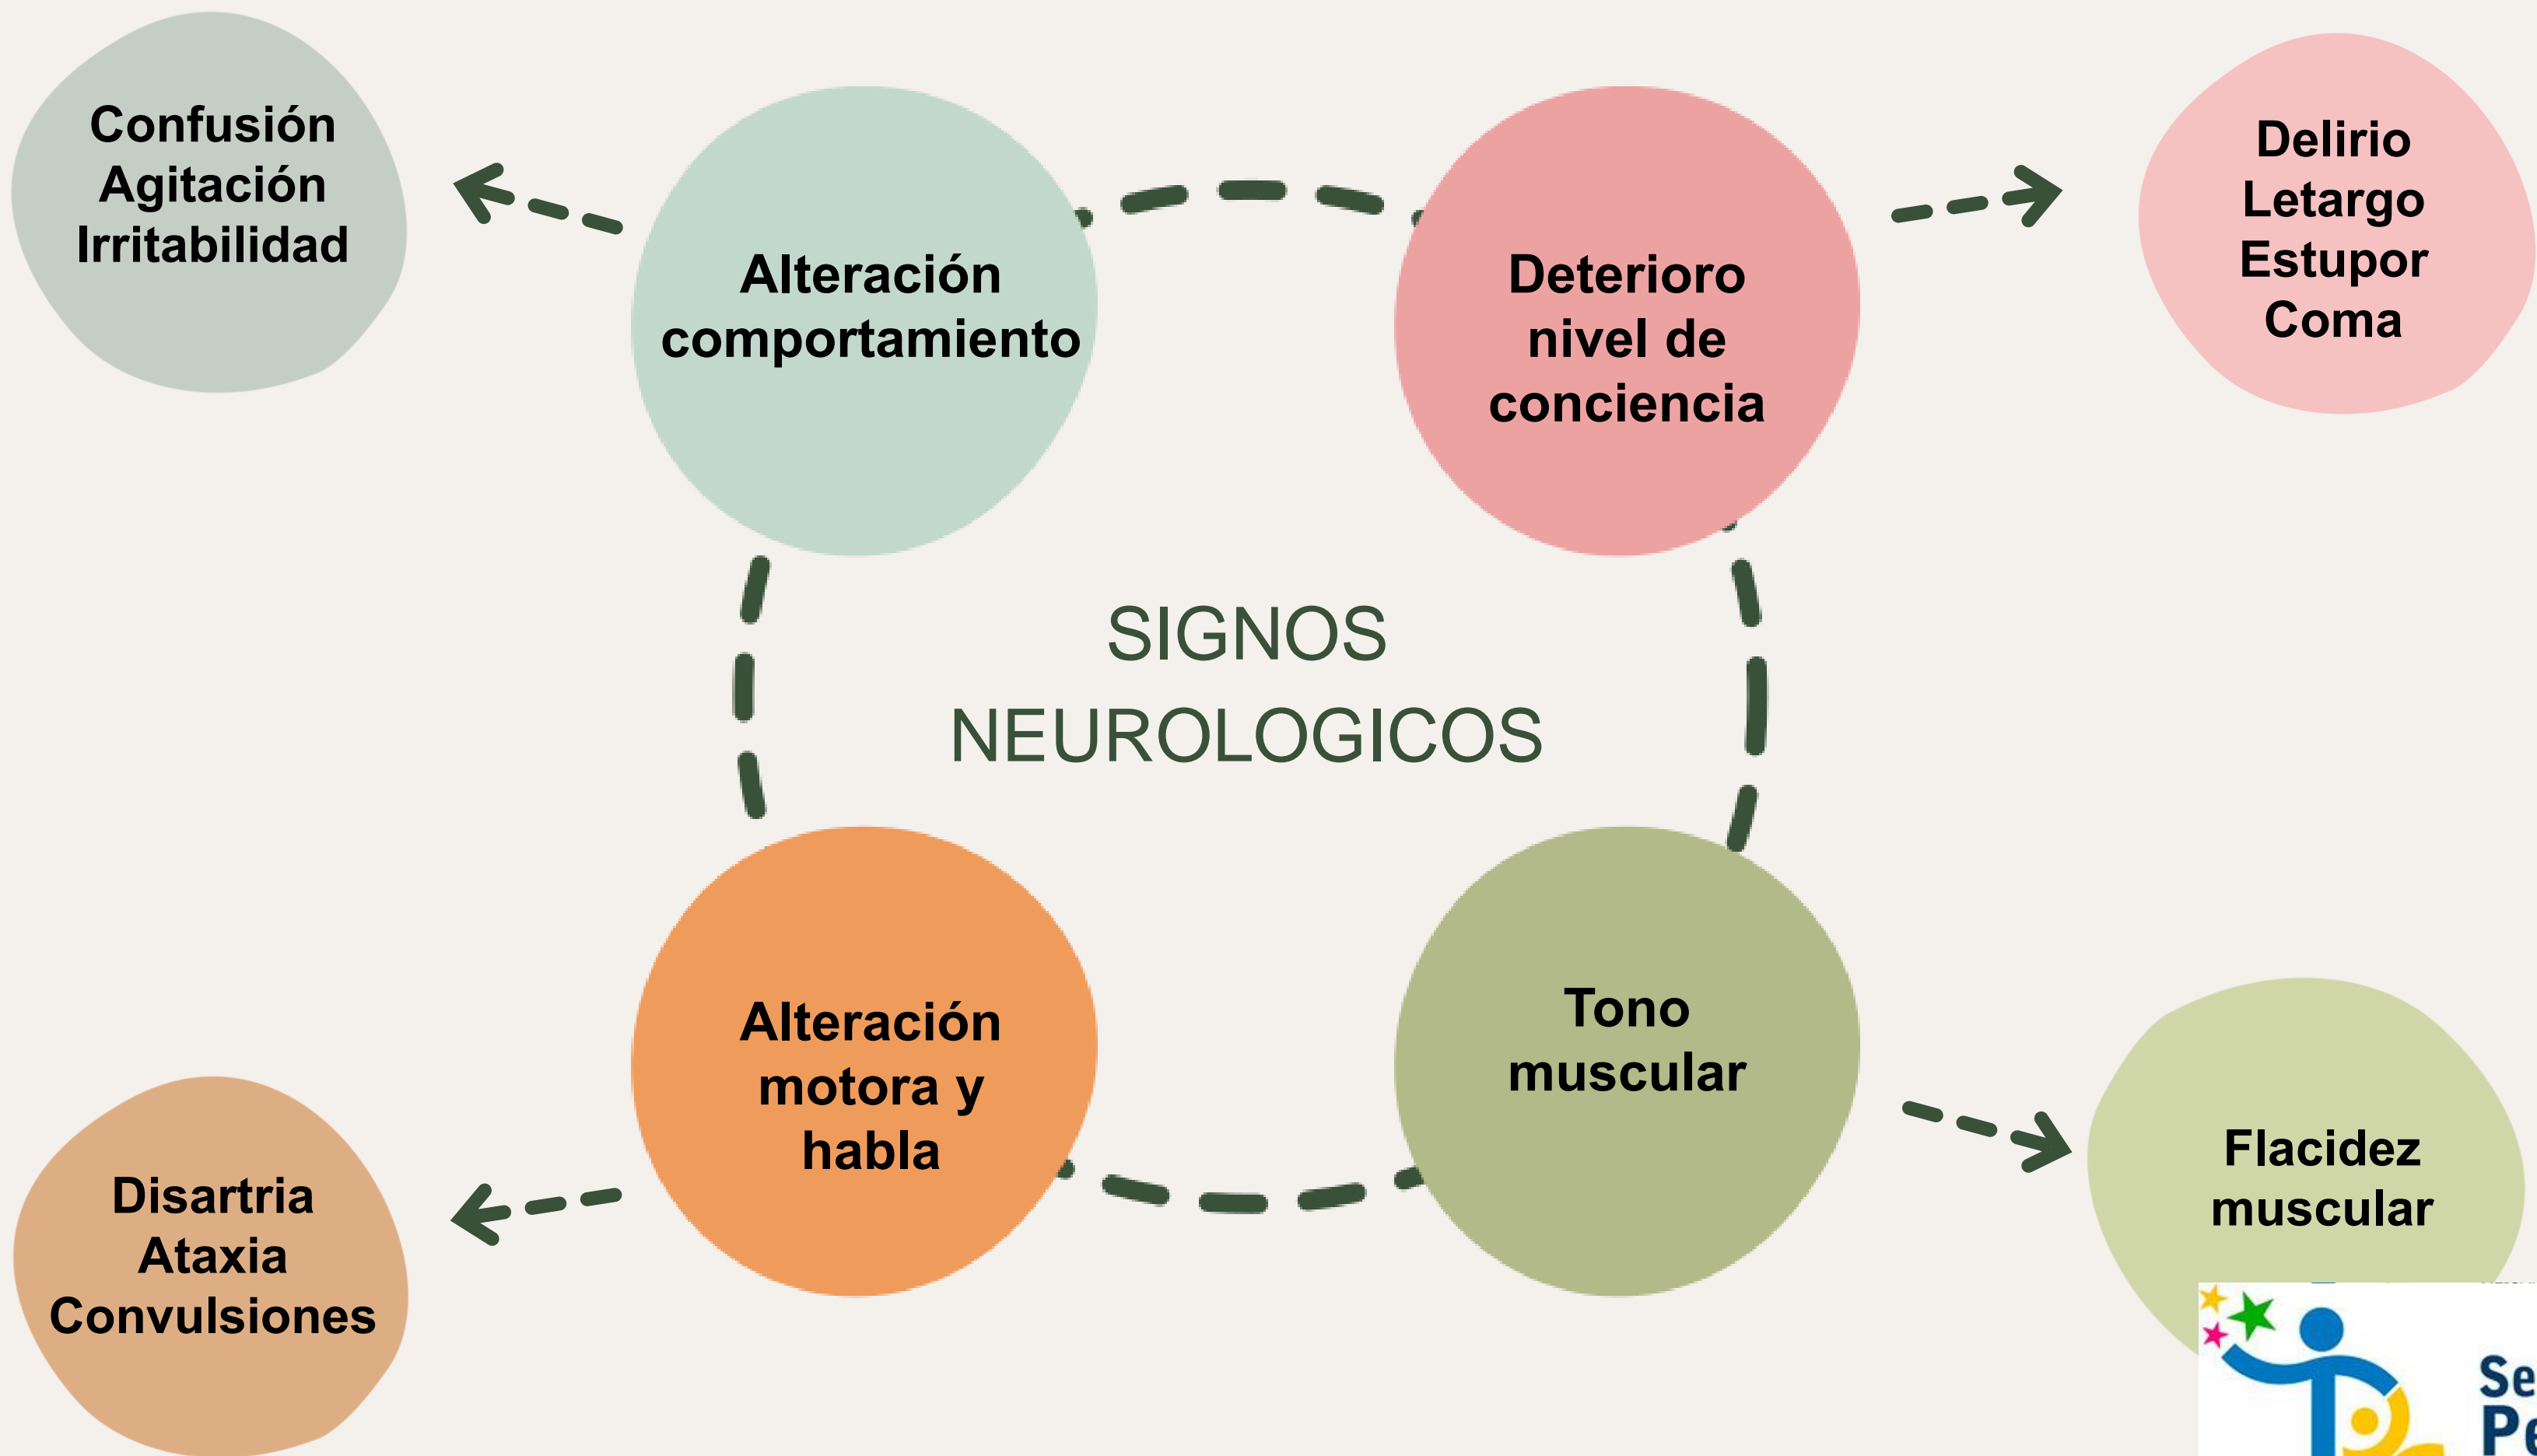 Confusión
Agitación
Irritabilidad
Alteración
comportamiento
Deterioro
nivel de
conciencia
Delirio
Letargo
Estupor
Coma
SIGNOS
NEUROLOGICOS
Alteración
motora y
habla
Tono
muscular
Disartria
Ataxia
Convulsiones
Flacidez
muscular